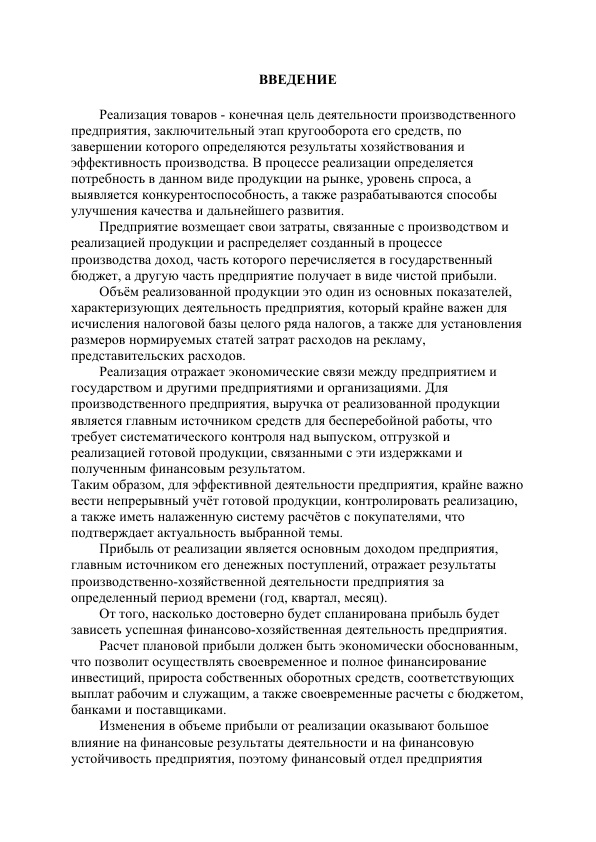 ВВЕДЕНИЕ
Реализация товаров - конечная цель деятельности производственного
предприятия, заключительный этап кругооборота его средств, по
завершении которого определяются результаты хозяйствования и
эффективность производства. В процессе реализации определяется
потребность в данном виде продукции на рынке, уровень спроса, а
выявляется конкурентоспособность, а также разрабатываются способы
улучшения качества и дальнейшего развития.
Предприятие возмещает свои затраты, связанные с производством и
реализацией продукции и распределяет созданный в процессе
производства доход, часть которого перечисляется в государственный
бюджет, а другую часть предприятие получает в виде чистой прибыли.
Объём реализованной продукции это один из основных показателей,
характеризующих деятельность предприятия, который крайне важен для
исчисления налоговой базы целого ряда налогов, а также для установления
размеров нормируемых статей затрат расходов на рекламу,
представительских расходов.
Реализация отражает экономические связи между предприятием и
государством и другими предприятиями и организациями. Для
производственного предприятия, выручка от реализованной продукции
является главным источником средств для бесперебойной работы, что
требует систематического контроля над выпуском, отгрузкой и
реализацией готовой продукции, связанными с эти издержками и
полученным финансовым результатом.
Таким образом, для эффективной деятельности предприятия, крайне важно
вести непрерывный учёт готовой продукции, контролировать реализацию,
а также иметь налаженную систему расчётов с покупателями, что
подтверждает актуальность выбранной темы.
Прибыль от реализации является основным доходом предприятия,
главным источником его денежных поступлений, отражает результаты
производственно-хозяйственной деятельности предприятия за
определенный период времени (год, квартал, месяц).
От того, насколько достоверно будет спланирована прибыль будет
зависеть успешная финансово-хозяйственная деятельность предприятия.
Расчет плановой прибыли должен быть экономически обоснованным,
что позволит осуществлять своевременное и полное финансирование
инвестиций, прироста собственных оборотных средств, соответствующих
выплат рабочим и служащим, а также своевременные расчеты с бюджетом,
банками и поставщиками.
Изменения в объеме прибыли от реализации оказывают большое
влияние на финансовые результаты деятельности и на финансовую
устойчивость предприятия, поэтому финансовый отдел предприятия